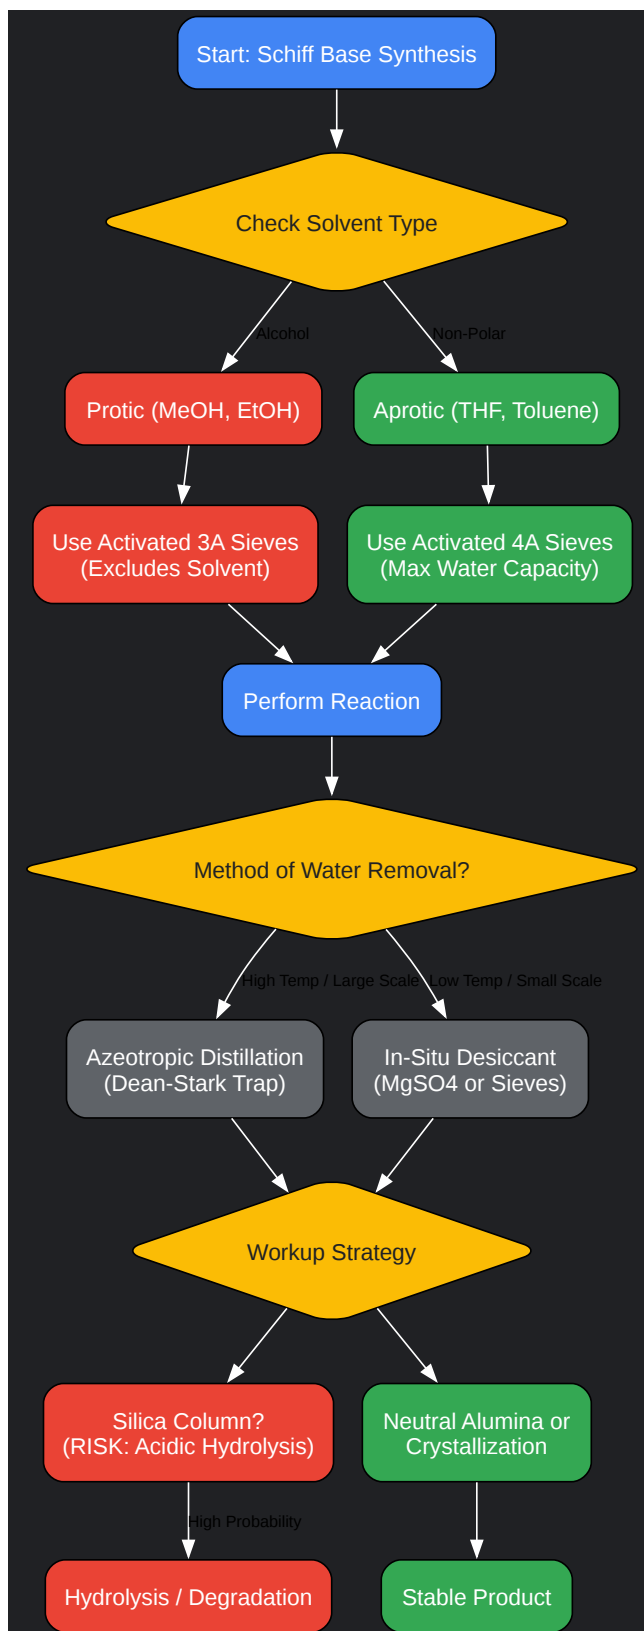 Start: Schiff Base Synthesis
Check Solvent Type
Alcohol
Non-Polar
Protic (MeOH, EtOH)
Aprotic (THF, Toluene)
Use Activated 3A Sieves
(Excludes Solvent)
Use Activated 4A Sieves
(Max Water Capacity)
Perform Reaction
Method of Water Removal?
High Temp / Large Scale
Low Temp / Small Scale
Azeotropic Distillation
(Dean-Stark Trap)
In-Situ Desiccant
(MgSO4 or Sieves)
Workup Strategy
Silica Column?
(RISK: Acidic Hydrolysis)
Neutral Alumina or
Crystallization
High Probability
Hydrolysis / Degradation
Stable Product